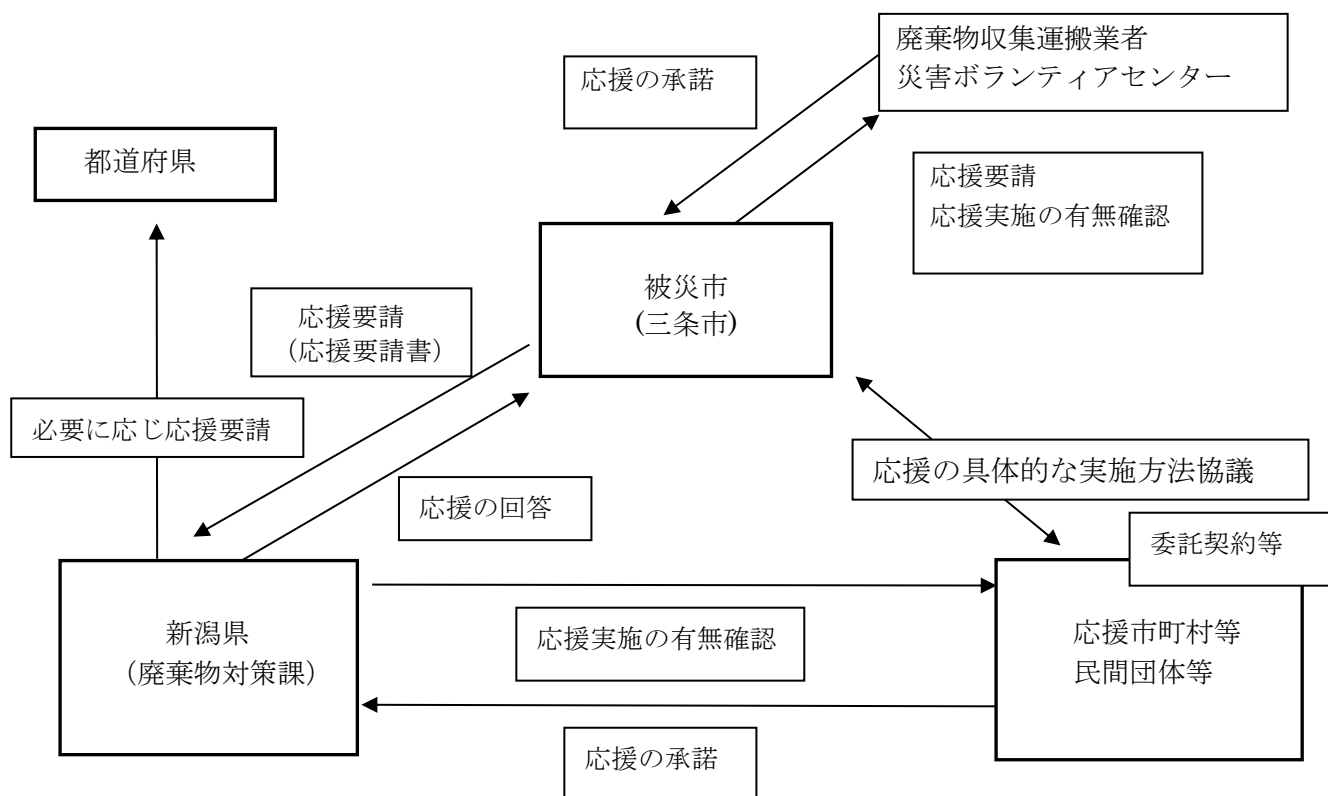 廃棄物収集運搬業者
災害ボランティアセンター
応援の承諾
都道府県
応援要請
応援実施の有無確認
被災市
(三条市)
応援要請
（応援要請書）
必要に応じ応援要請
応援の具体的な実施方法協議
応援の回答
委託契約等
新潟県
（廃棄物対策課）
応援実施の有無確認
応援市町村等
民間団体等
応援の承諾